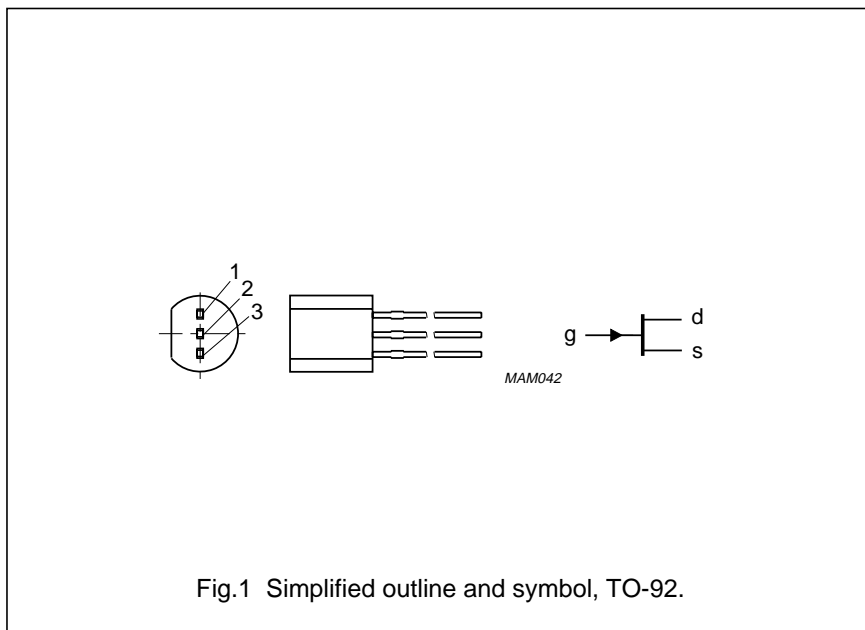 1
2
3
g
d
s
MAM042
Fig.1 Simplified outline and symbol, TO-92.